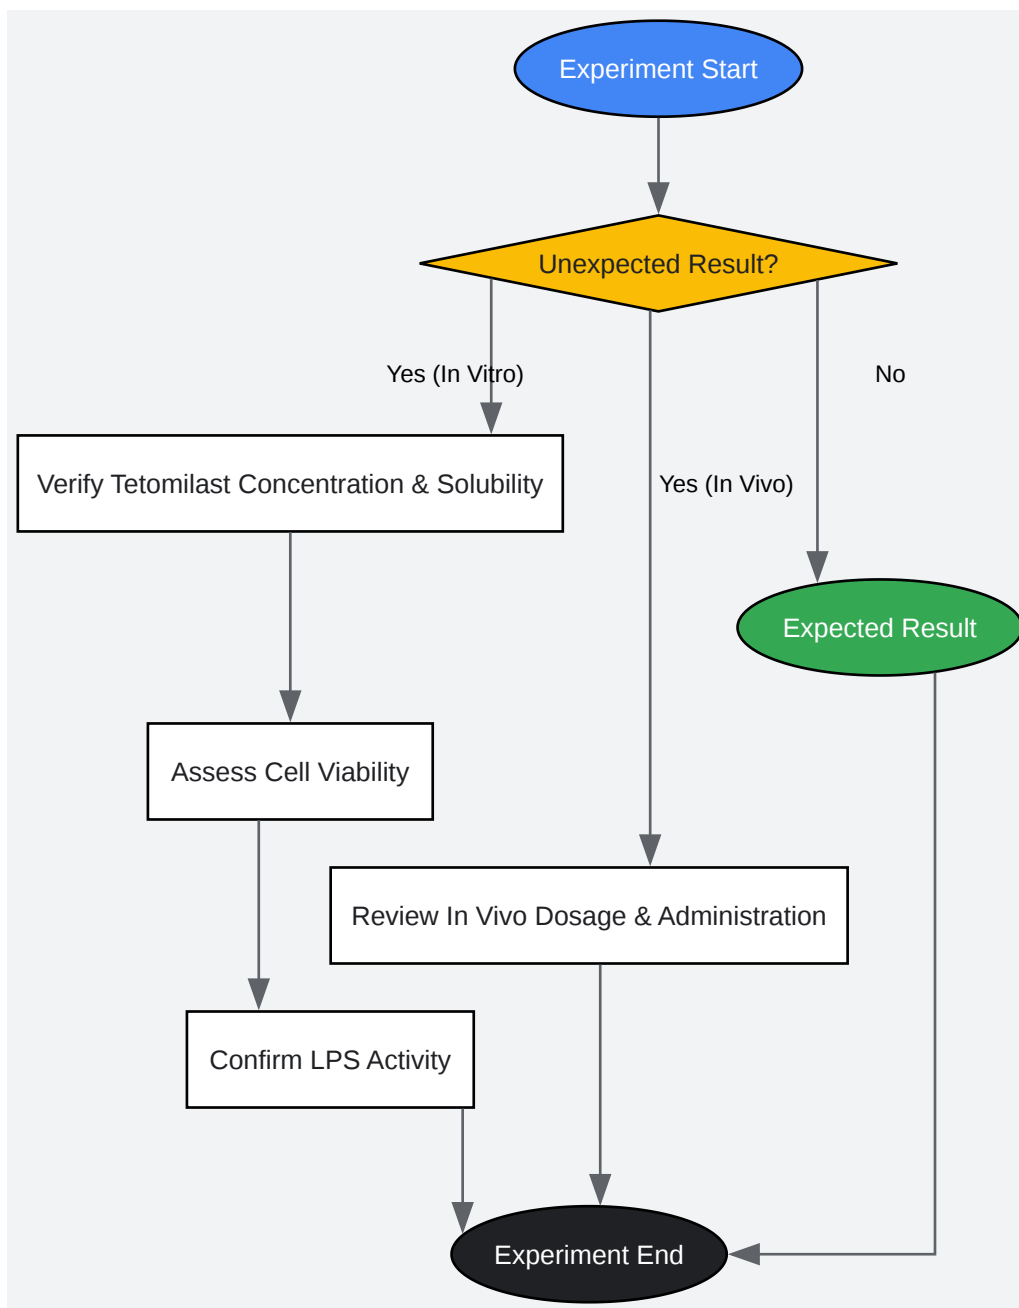 Experiment Start
Unexpected Result?
Yes (In Vitro)
No
Verify Tetomilast Concentration & Solubility
Yes (In Vivo)
Expected Result
Assess Cell Viability
Review In Vivo Dosage & Administration
Confirm LPS Activity
Experiment End